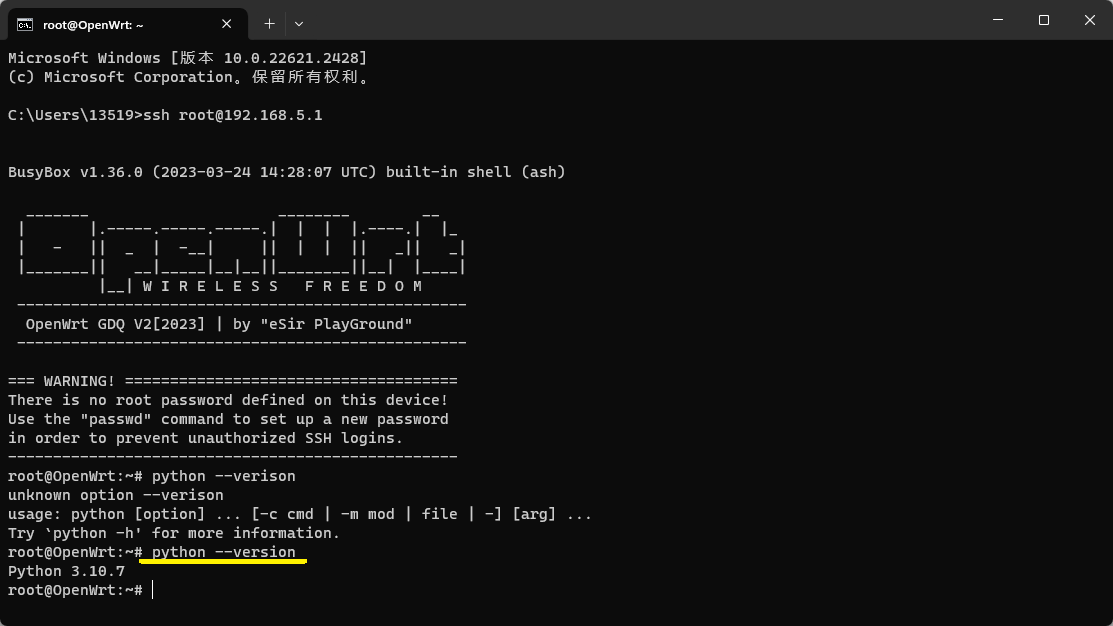 root@OpenWrt: ~
Microsoft Windows [版本 10.0.22621.2428]
(c) Microsoft Corporation。保留所有权利。
C:\Users\13519>ssh root@192.168.5.1
BusyBox v1.36.0 (2023-03-24 14:28:07 UTC) built-in shell (ash)
  _______                     ________        __
 |       |.-----.-----.-----.|  |  |  |.----.|  |_
 |   -   ||  _  |  -__|     ||  |  |  ||   _||   _|
 |_______||   __|_____|__|__||________||__|  |____|
          |__| W I R E L E S S   F R E E D O M
 --------------------------------------------------
  OpenWrt GDQ V2[2023] | by "eSir PlayGround"
 --------------------------------------------------
=== WARNING! =====================================
There is no root password defined on this device!
Use the "passwd" command to set up a new password
in order to prevent unauthorized SSH logins.
--------------------------------------------------
root@OpenWrt:~# python --verison
unknown option --verison
usage: python [option] ... [-c cmd | -m mod | file | -] [arg] ...
Try `python -h' for more information.
root@OpenWrt:~# python --version
Python 3.10.7
root@OpenWrt:~#